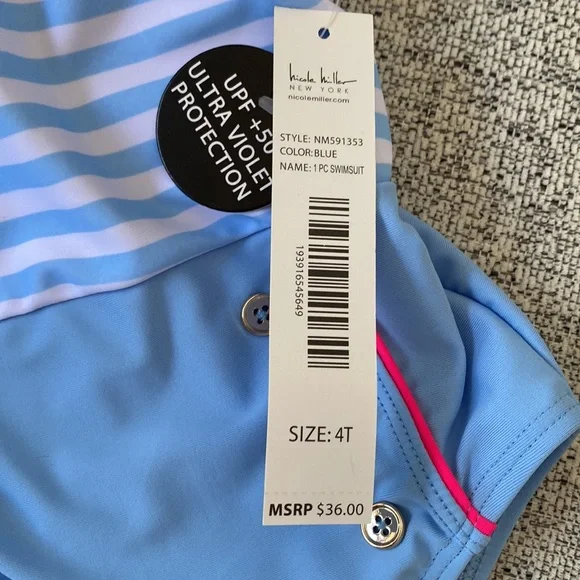 UPF +50
ULTRA VIOLET
PROTECTION
nicole miller
NEW YORK
nicolemiller.com
STYLE: NM591353
COLOR: BLUE
NAME: 1 PC SWIMSUIT
193916545649
SIZE: 4T
MSRP $36.00